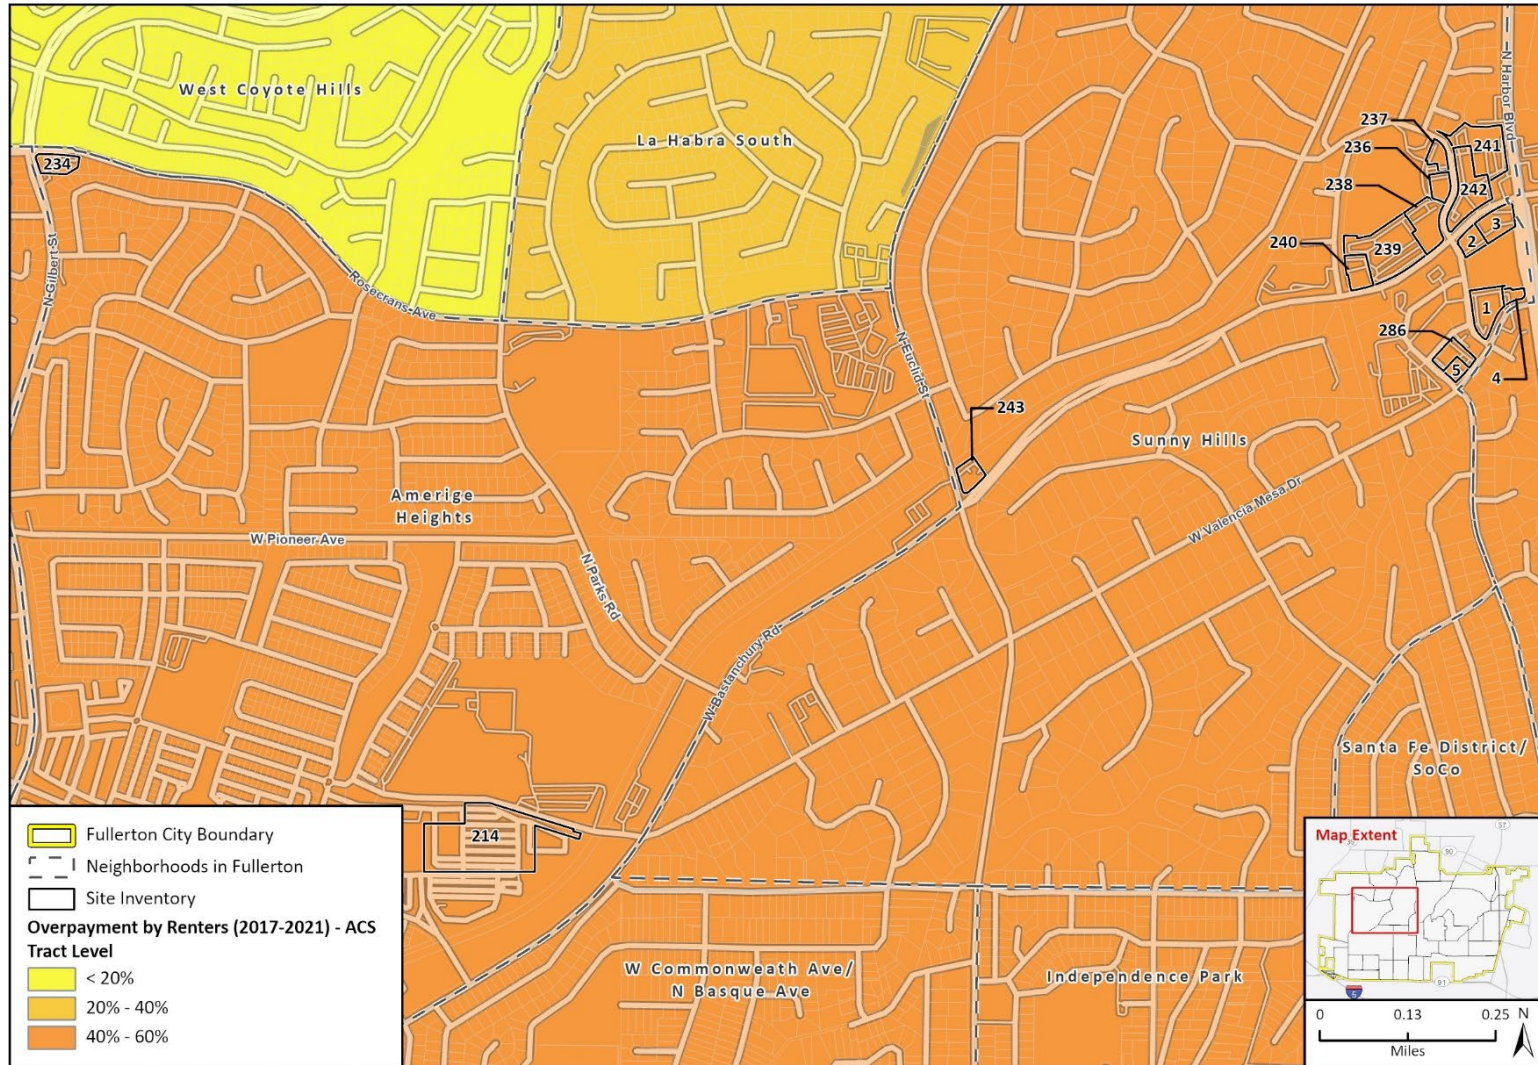 West Coyote Hills
La Habra South
N Harbor Blvd
237
241
236
234
238
242
3
2
240
239
N Gilbert St
Rosecrans Ave
1
286
N Euclid St
5
4
243
Sunny Hills
Amerige
Heights
W Valencia Mesa Dr
W Pioneer Ave
N Parks Rd
W Bastanchury Rd
Santa Fe District/
SoCo
214
W Commonweath Ave/
N Basque Ave
Independence Park
Fullerton City Boundary
Neighborhoods in Fullerton
Site Inventory
Overpayment by Renters (2017-2021) - ACS
Tract Level
< 20%
20% - 40%
40% - 60%
Map Extent
57
90
91
5
0 0.13 0.25
Miles
N